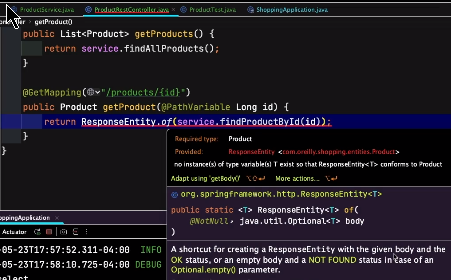 ProductService.java ProductRestController.java ProductTest.java ShoppingApplication.java
getProduct()
public List<Product> getProducts() {
return service.findAllProducts();
}
@GetMapping("/products/{id}")
public Product getProduct(@PathVariable Long id) {
return ResponseEntity.of(service.findProductById(id));
}
}
Required type: Product
Provided: ResponseEntity <com.oreilly.shopping.entities.Product>
no instance(s) of type variable(s) T exist so that ResponseEntity<T> conforms to Product
Adapt using 'getBody()' More actions...
org.springframework.http.ResponseEntity<T>
public static <T> ResponseEntity<T> of(
@NotNull, java.util.Optional<T> body
)
A shortcut for creating a ResponseEntity with the given body and the
OK status, or an empty body and a NOT FOUND status in case of an
Optional.empty() parameter.
oppingApplication
Actuator
-05-23T17:57:52.311-04:00 INFO
-05-23T17:58:10.725-04:00 DEBUG
select